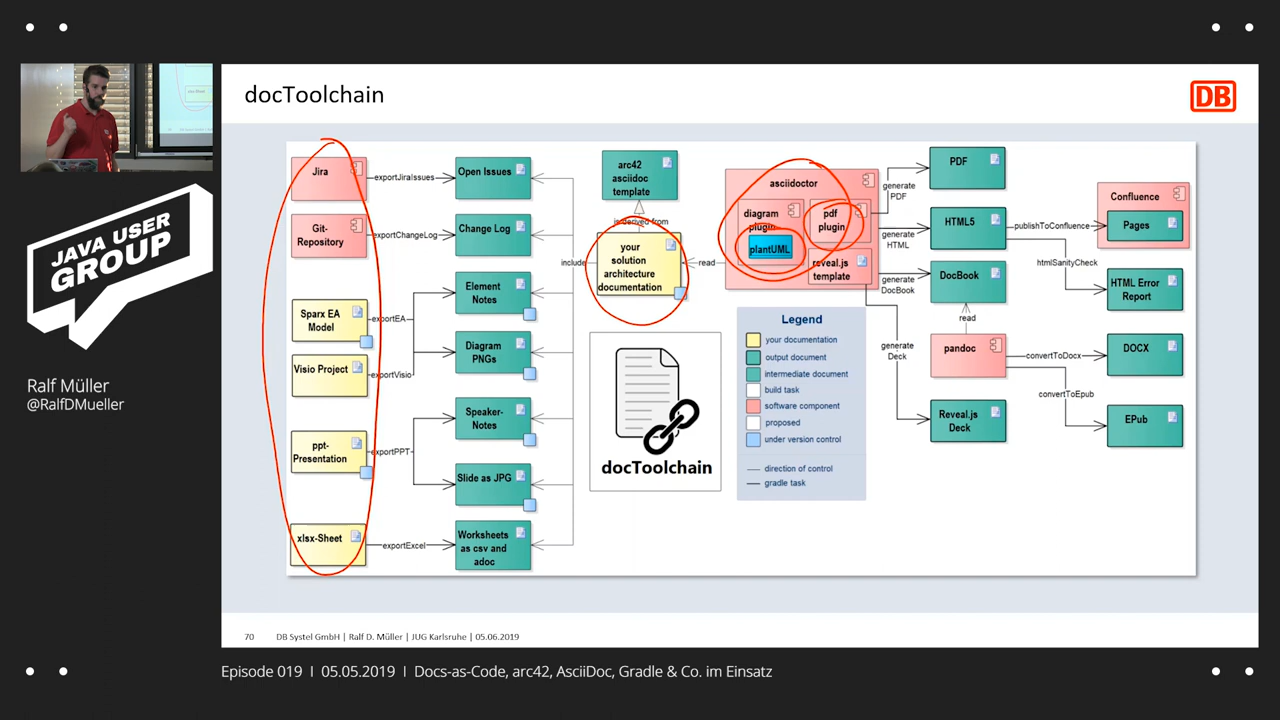 docToolchain
DB
JAVA USER
GROUP
Ralf Müller
@RalfDMueller
Jira
Git-
Repository
Sparx EA
Model
Visio Project
ppt-
Presentation
xlsx-Sheet
exportJiraIssues
exportChangeLog
exportEA
exportVisio
exportPPT
exportExcel
Open Issues
Change Log
Element
Notes
Diagram
PNGs
Speaker-
Notes
Slide as JPG
Worksheets
as csv and
adoc
include
arc42
asciidoc
template
is derived from
your
solution
architecture
documentation
read
docToolchain
asciidoctor
diagram
plugin
plantUML
pdf
plugin
reveal.js
template
Legend
your documentation
output document
intermediate document
build task
software component
proposed
under version control
direction of control
gradle task
generate
PDF
generate
HTML
generate
DocBook
generate
Deck
PDF
HTML5
DocBook
read
pandoc
Reveal.js
Deck
publishToConfluence
htmlSanityCheck
convertToDocx
convertToEpub
Confluence
Pages
HTML Error
Report
DOCX
EPub
70 DB Systel GmbH | Ralf D. Müller | JUG Karlsruhe | 05.06.2019
Episode 019 I 05.05.2019 I Docs-as-Code, arc42, AsciiDoc, Gradle & Co. im Einsatz